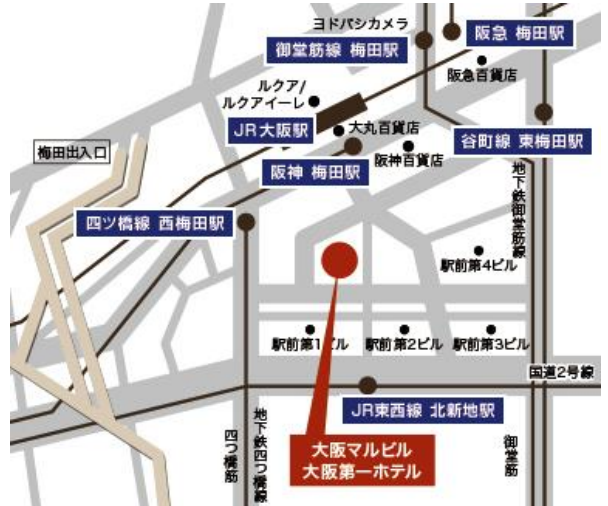 ヨドバシカメラ
阪急 梅田駅
御堂筋線 梅田駅
阪急百貨店
ルクア/
ルクアイーレ
JR大阪駅
大丸百貨店
谷町線 東梅田駅
梅田出入口
阪神 梅田駅
阪神百貨店
地下鉄御堂筋線
四ツ橋線 西梅田駅
駅前第4ビル
駅前第1ビル
駅前第2ビル
駅前第3ビル
国道2号線
JR東西線 北新地駅
四つ橋筋
地下鉄四つ橋線
大阪マルビル
大阪第一ホテル
御堂筋